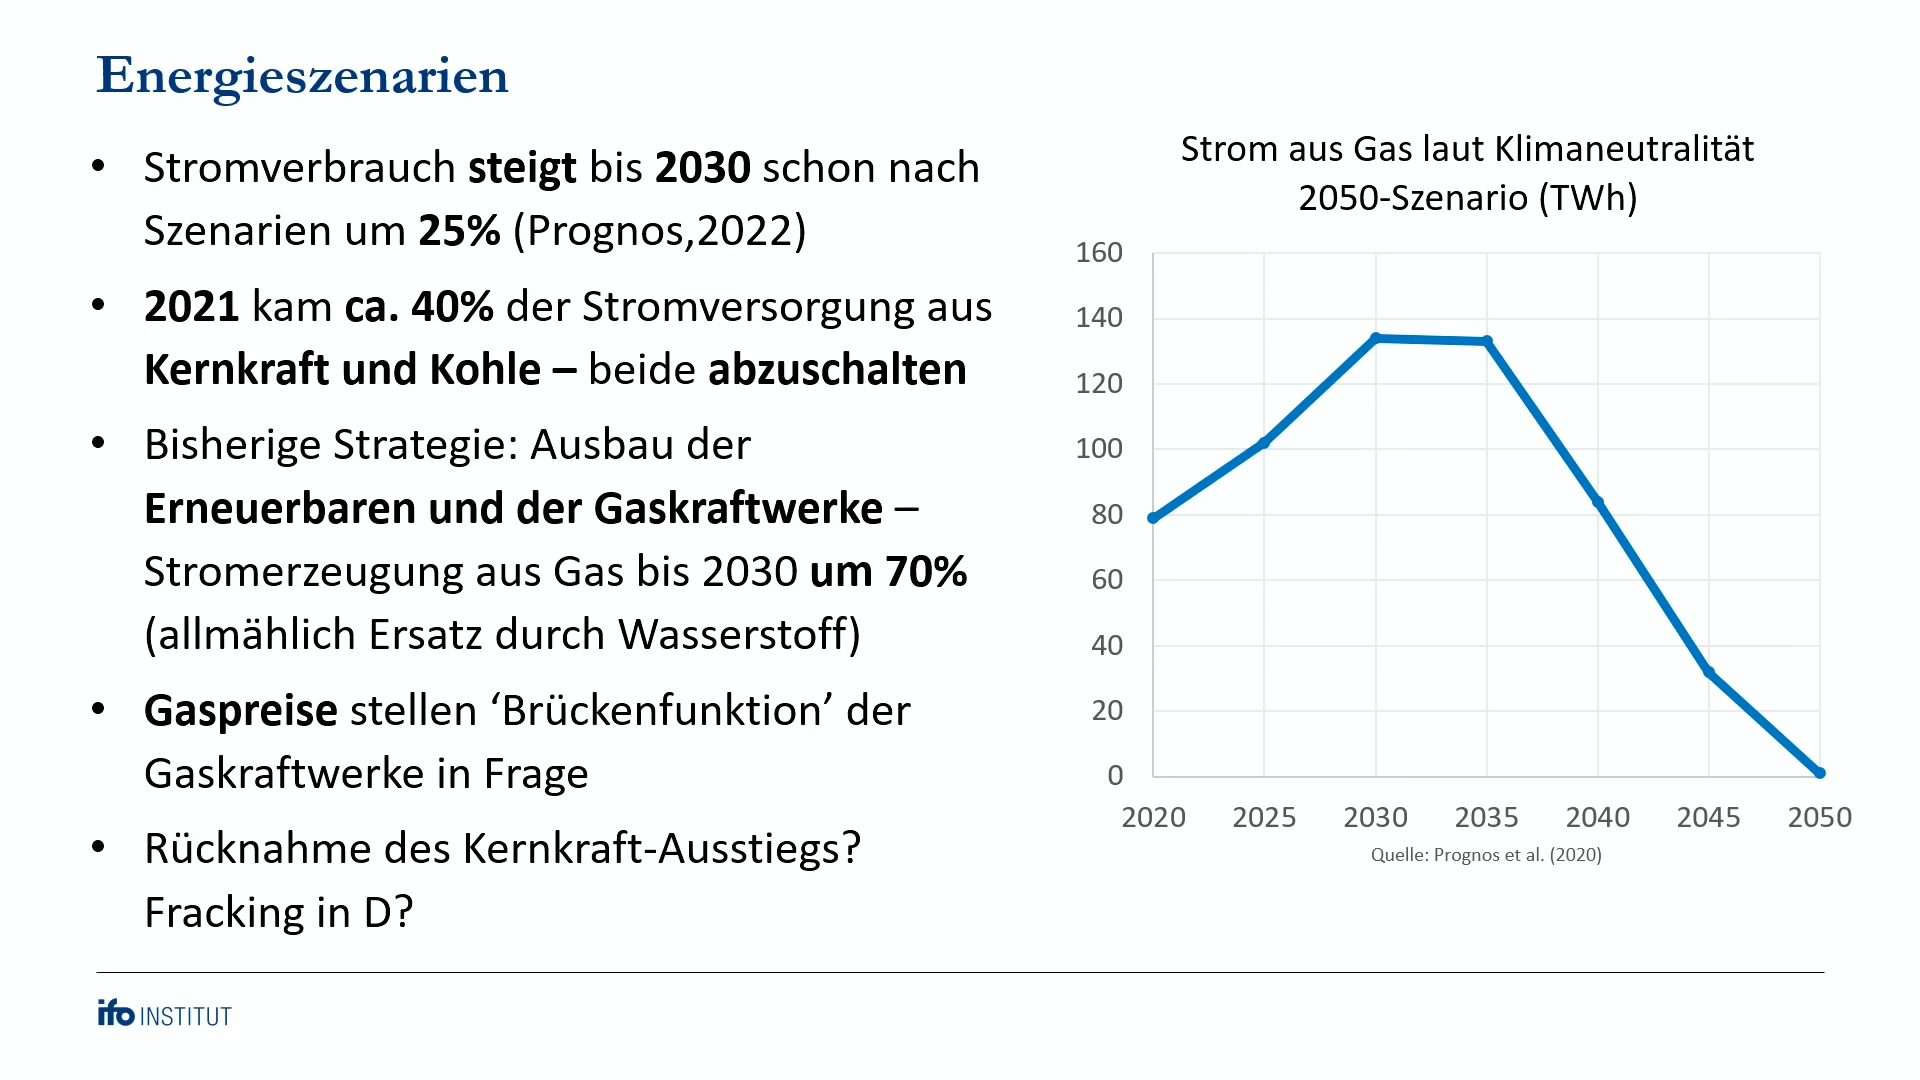 Energieszenarien
• Stromverbrauch steigt bis 2030 schon nach
Szenarien um 25% (Prognos,2022)
• 2021 kam ca. 40% der Stromversorgung aus
Kernkraft und Kohle – beide abzuschalten
• Bisherige Strategie: Ausbau der
Erneuerbaren und der Gaskraftwerke –
Stromerzeugung aus Gas bis 2030 um 70%
(allmählich Ersatz durch Wasserstoff)
• Gaspreise stellen ‘Brückenfunktion’ der
Gaskraftwerke in Frage
• Rücknahme des Kernkraft-Ausstiegs?
Fracking in D?
Strom aus Gas laut Klimaneutralität
2050-Szenario (TWh)
160
140
120
100
80
60
40
20
0
2020 2025 2030 2035 2040 2045 2050
Quelle: Prognos et al. (2020)
ifo INSTITUT